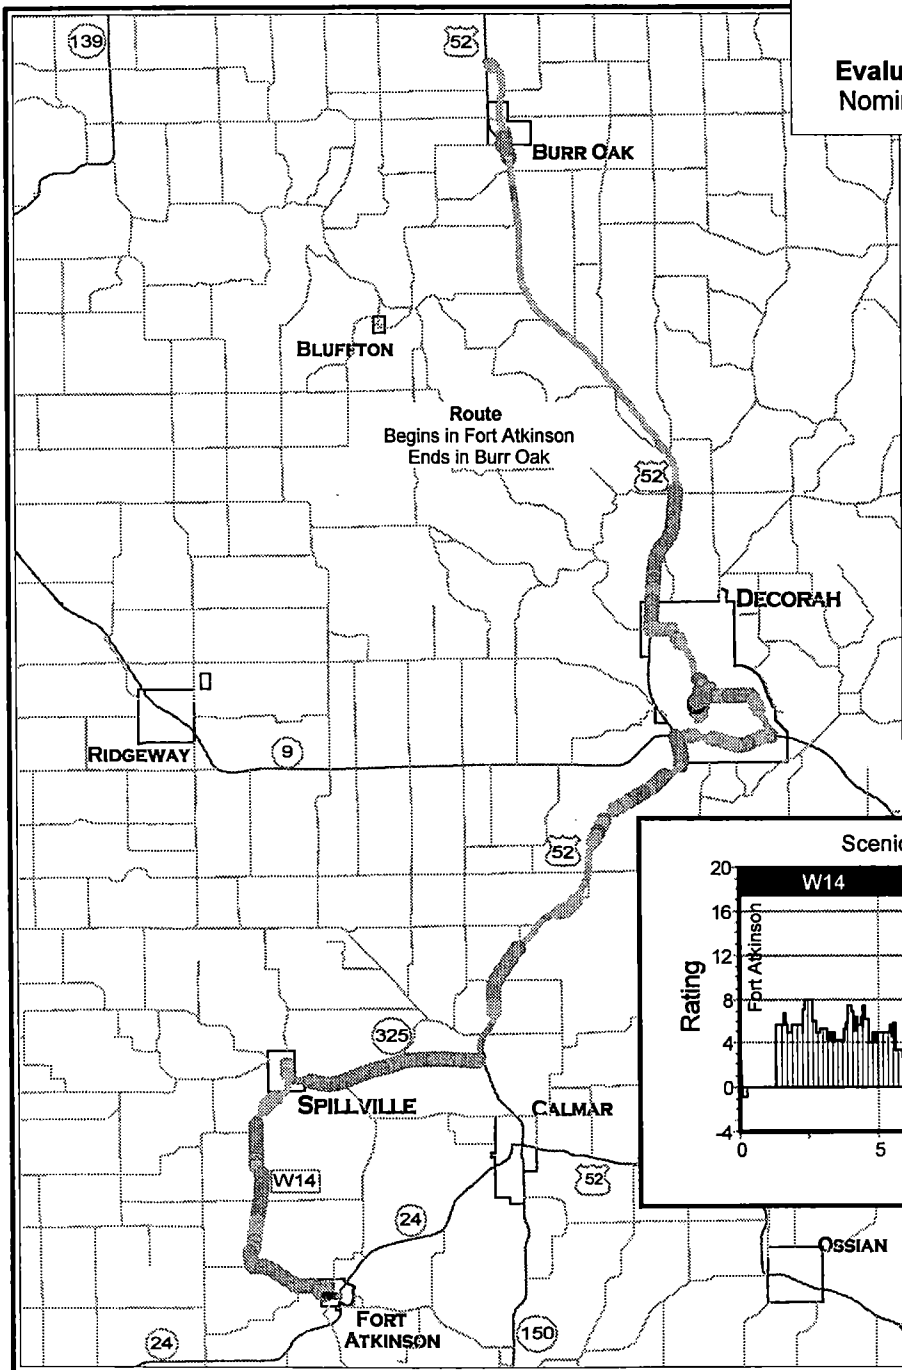 139
52
Evalu
Nomin
BURR OAK
BLUFFTON
Route
Begins in Fort Atkinson
Ends in Burr Oak
52
DECORAH
RIDGEWAY
9
52
Scenic
20
W14
16
Fort Atkinson
12
Rating
8
4
0
-4
0
5
325
SPILLVILLE
CALMAR
W14
52
24
OSSIAN
FORT
ATKINSON
24
150